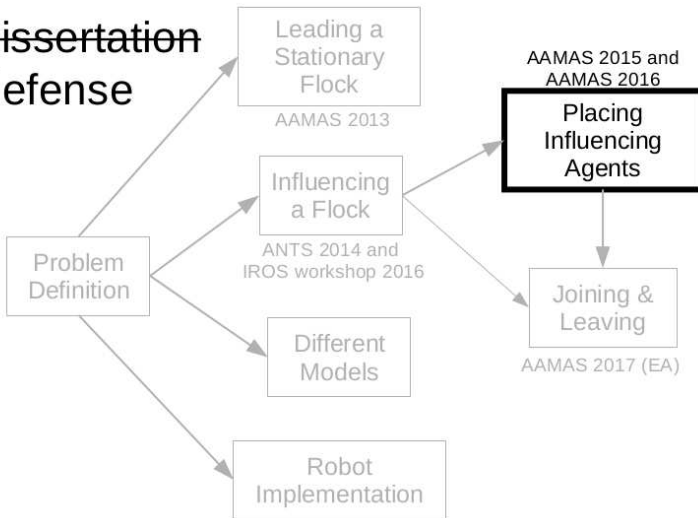 issertation
efense
Leading a
Stationary
Flock
AAMAS 2013
AAMAS 2015 and
AAMAS 2016
Placing
Influencing
Agents
Influencing
a Flock
ANTS 2014 and
IROS workshop 2016
Problem
Definition
Joining &
Leaving
AAMAS 2017 (EA)
Different
Models
Robot
Implementation